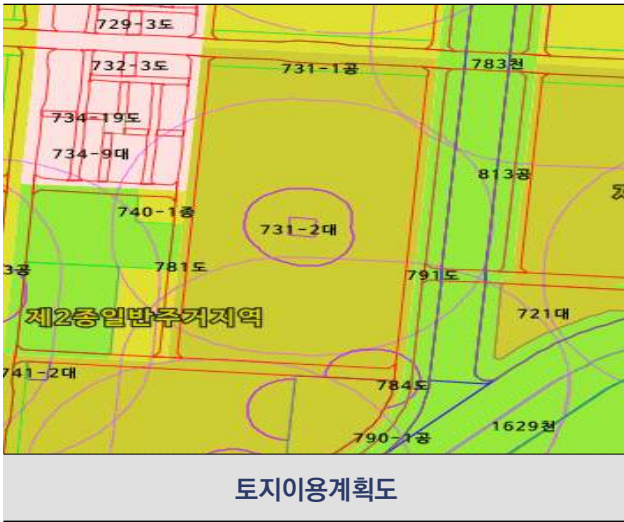 729-3도
732-3도
731-1공
783천
734-19도
734-9대
813공
740-1종
731-2대
3공
781도
791도
제2종일반주거지역
721대
741-2대
784도
790-1공
1629천
토지이용계획도